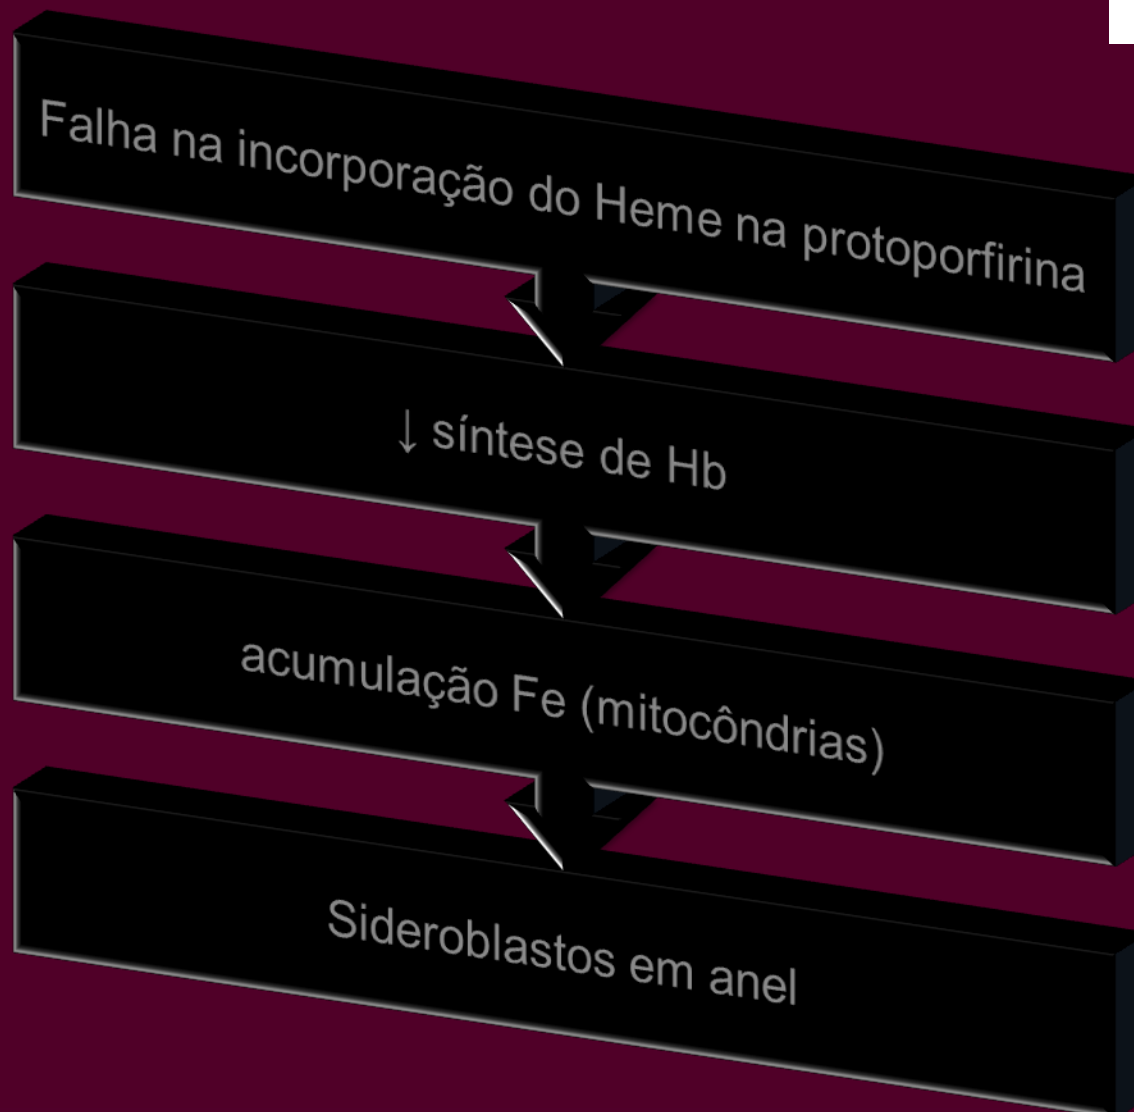 Falha na incorporação do Heme na protoporfirina
↓ síntese de Hb
acumulação Fe (mitocôndrias)
Sideroblastos em anel